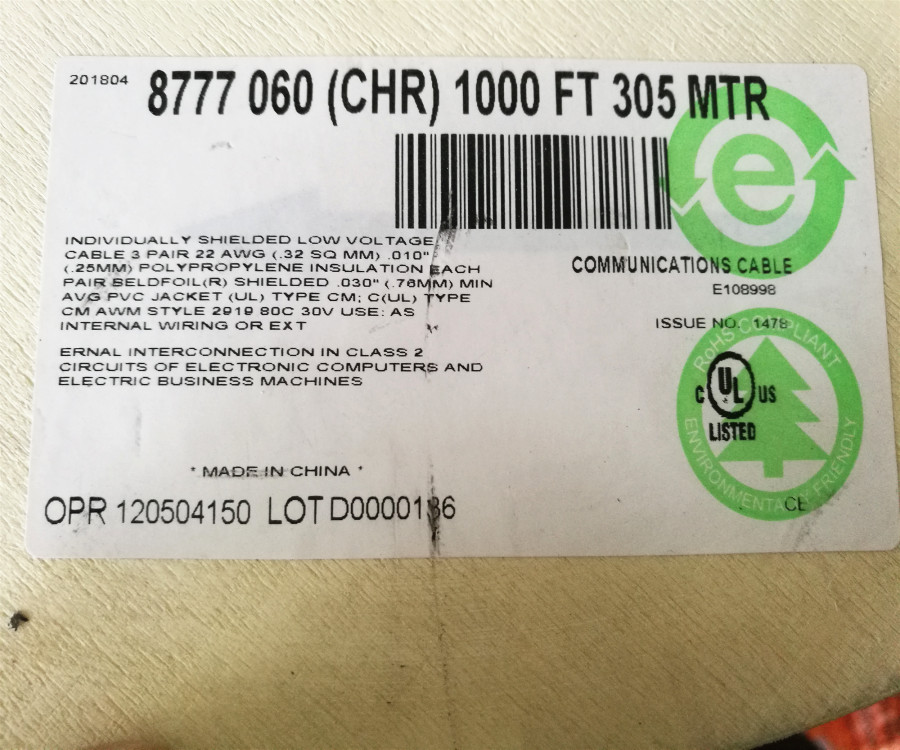 201804 8777 060 (CHR) 1000 FT 305 MTR
e
INDIVIDUALLY SHIELDED LOW VOLTAGE
CABLE 3 PAIR 22 AWG (.32 SQ MM) .010"
(.25MM) POLYPROPYLENE INSULATION EACH
PAIR BELDFOIL(R) SHIELDED .030" (.76MM) MIN
AVG PVC JACKET (UL) TYPE CM; C(UL) TYPE
CM AWM STYLE 2919 80C 30V USE: AS
INTERNAL WIRING OR EXT
ERNAL INTERCONNECTION IN CLASS 2
CIRCUITS OF ELECTRONIC COMPUTERS AND
ELECTRIC BUSINESS MACHINES
COMMUNICATIONS CABLE
E108998
ISSUE NO. 1478
RoHS COMPLIANT
C UL US
LISTED
ENVIRONMENTALLY FRIENDLY
CE
* MADE IN CHINA *
OPR 120504150 LOT D0000136